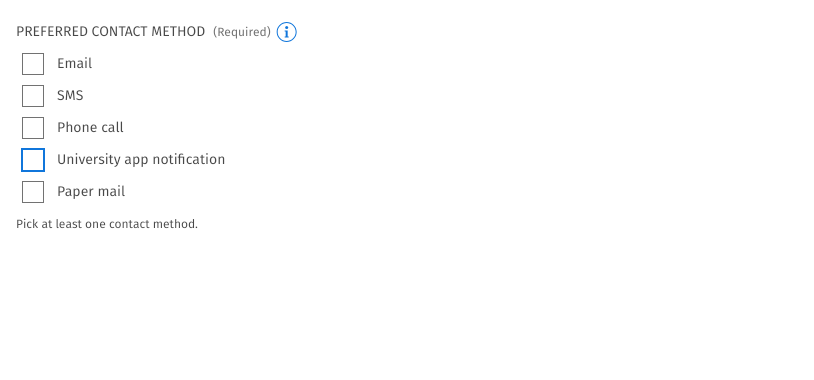 PREFERRED CONTACT METHOD (Required)
Email
SMS
Phone call
University app notification
Paper mail
Pick at least one contact method.